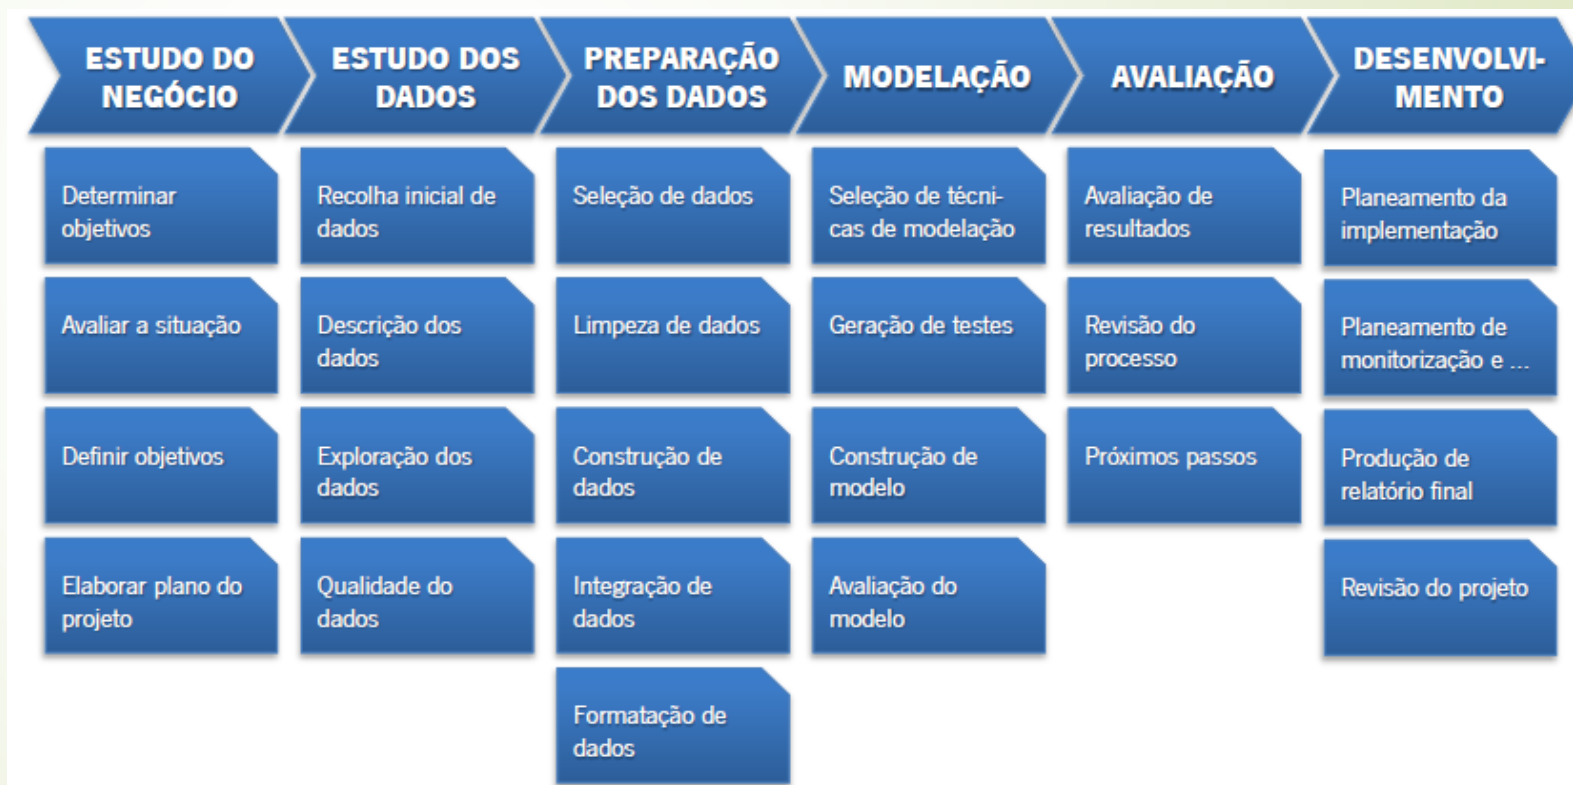 ESTUDO DO
NEGÓCIO
ESTUDO DOS
DADOS
PREPARAÇÃO
DOS DADOS
MODELAÇÃO
AVALIAÇÃO
DESENVOLVI-
MENTO
Determinar
objetivos
Avaliar a situação
Definir objetivos
Elaborar plano do
projeto
Recolha inicial de
dados
Descrição dos
dados
Exploração dos
dados
Qualidade do
dados
Seleção de dados
Limpeza de dados
Construção de
dados
Integração de
dados
Formatação de
dados
Seleção de técni-
cas de modelação
Geração de testes
Construção de
modelo
Avaliação do
modelo
Avaliação de
resultados
Revisão do
processo
Próximos passos
Planeamento da
implementação
Planeamento de
monitorização e ...
Produção de
relatório final
Revisão do projeto